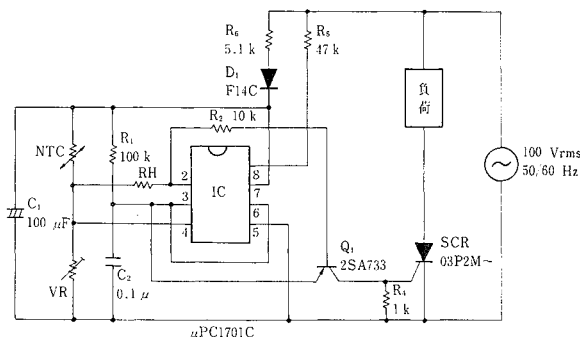 R₆
5.1 k
R₅
47 k
D₁
F14C
負
荷
R₂ 10 k
NTC
R₁
100 k
RH
IC
2
3
4
8
7
6
5
100 Vrms
50/60 Hz
C₁
100 μF
VR
C₂
0.1 μ
Q₁
2SA733
SCR
03P2M~
R₄
1 k
μPC1701C